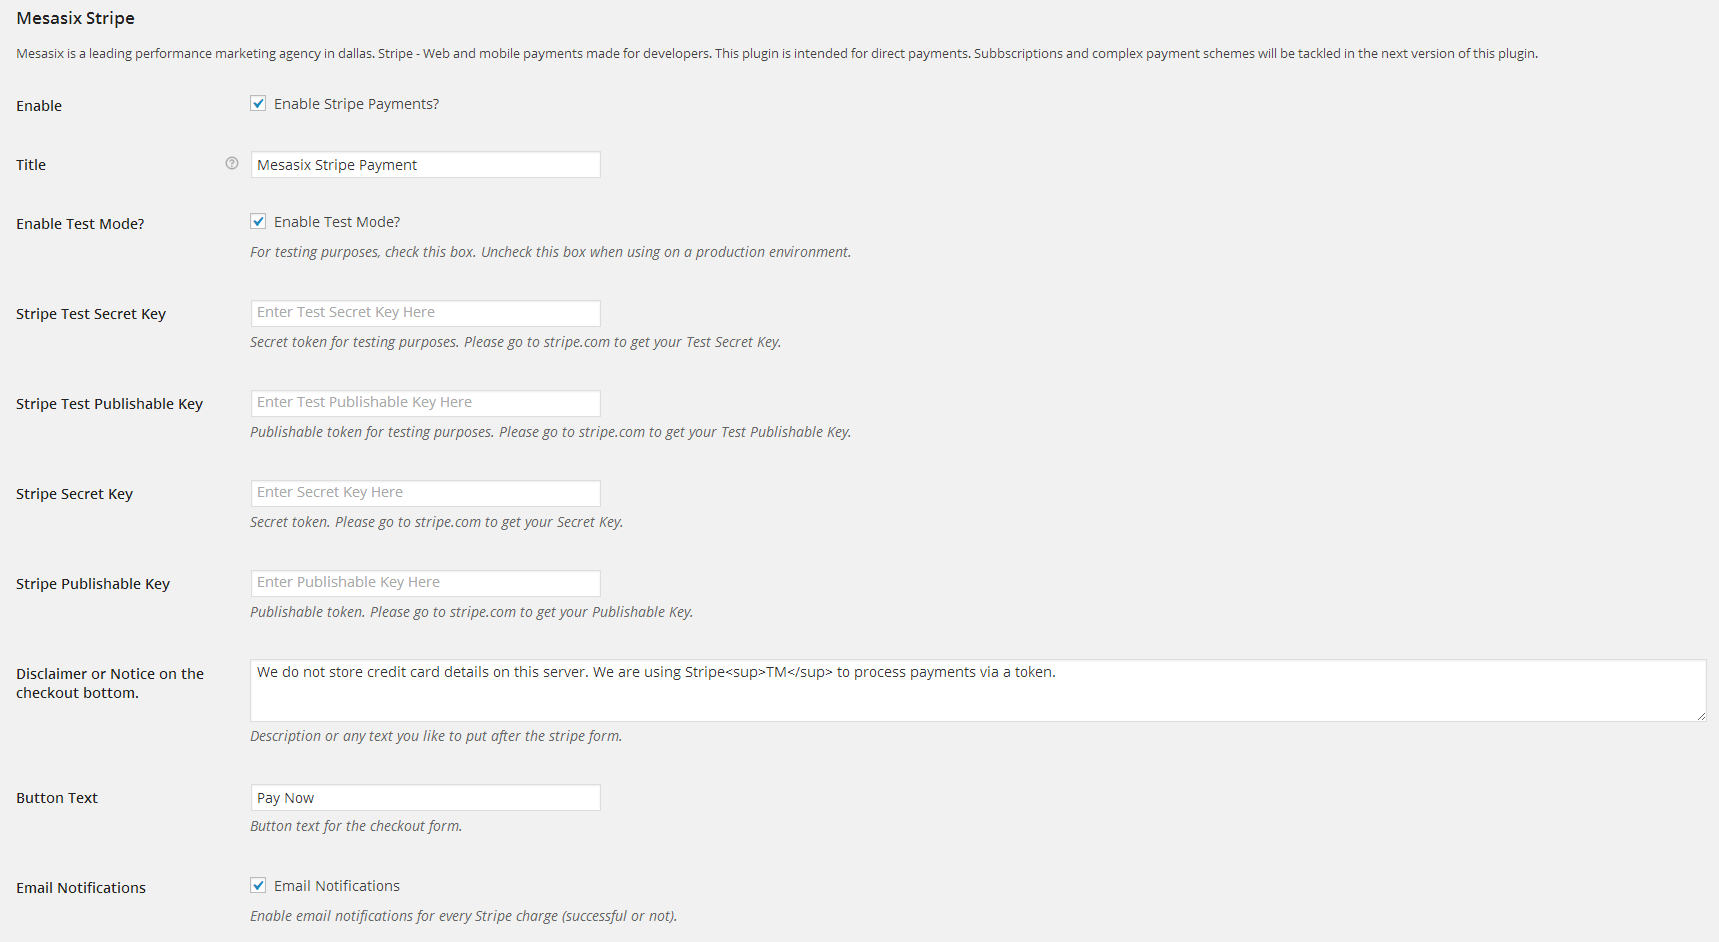 Mesasix Stripe
Mesasix is a leading performance marketing agency in dallas. Stripe - Web and mobile payments made for developers. This plugin is intended for direct payments. Subbscriptions and complex payment schemes will be tackled in the next version of this plugin.
Enable
Enable Stripe Payments?
Title
?
Mesasix Stripe Payment
Enable Test Mode?
Enable Test Mode?
For testing purposes, check this box. Uncheck this box when using on a production environment.
Stripe Test Secret Key
Enter Test Secret Key Here
Secret token for testing purposes. Please go to stripe.com to get your Test Secret Key.
Stripe Test Publishable Key
Enter Test Publishable Key Here
Publishable token for testing purposes. Please go to stripe.com to get your Test Publishable Key.
Stripe Secret Key
Enter Secret Key Here
Secret token. Please go to stripe.com to get your Secret Key.
Stripe Publishable Key
Enter Publishable Key Here
Publishable token. Please go to stripe.com to get your Publishable Key.
Disclaimer or Notice on the
checkout bottom.
We do not store credit card details on this server. We are using Stripe<sup>TM</sup> to process payments via a token.
Description or any text you like to put after the stripe form.
Button Text
Pay Now
Button text for the checkout form.
Email Notifications
Email Notifications
Enable email notifications for every Stripe charge (successful or not).